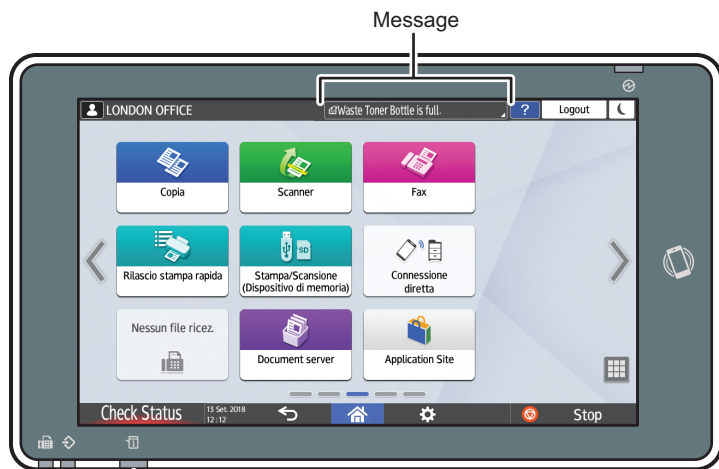 Message
LONDON OFFICE
Waste Toner Bottle is full.
?
Logout
Copia
Scanner
Fax
Rilascio stampa rapida
SD
Stampa/Scansione
(Dispositivo di memoria)
Connessione
diretta
Nessun file ricez.
Document server
Application Site
Check Status
13 Set. 2018
12:12
Stop